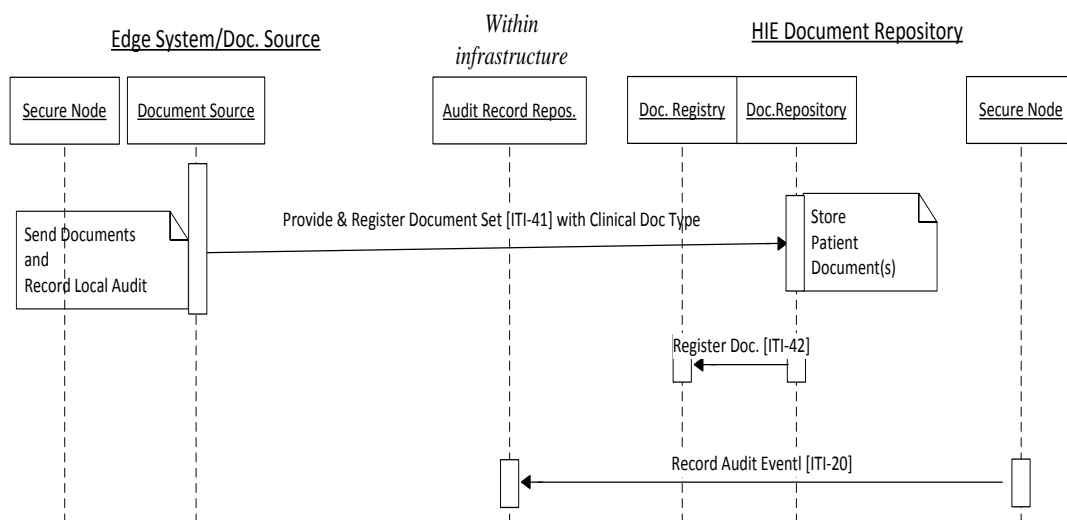 Within
infrastructure
Edge System/Doc. Source
HIE Document Repository
Secure Node
Document Source
Audit Record Repos.
Doc. Registry
Doc.Repository
Secure Node
Provide & Register Document Set [ITI-41] with Clinical Doc Type
Send Documents
and
Record Local Audit
Store
Patient
Document(s)
Register Doc. [ITI-42]
Record Audit Eventl [ITI-20]